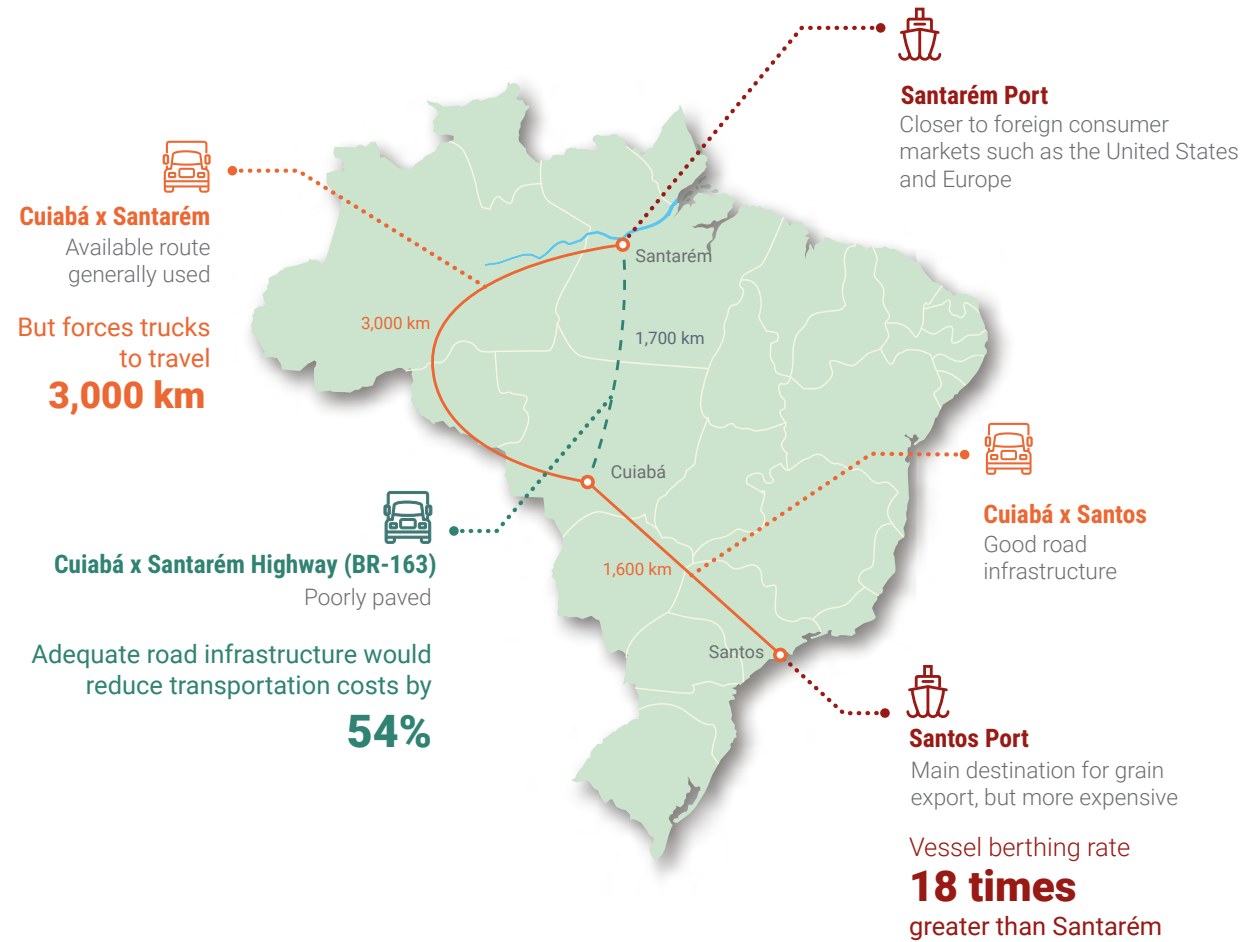 Santarém Port
Closer to foreign consumer
markets such as the United States
and Europe
Cuiabá x Santarém
Available route
generally used
But forces trucks
to travel
3,000 km
Santarém
3,000 km
1,700 km
Cuiabá
Cuiabá x Santos
Good road
infrastructure
Cuiabá x Santarém Highway (BR-163)
Poorly paved
Adequate road infrastructure would
reduce transportation costs by
54%
1,600 km
Santos
Santos Port
Main destination for grain
export, but more expensive
Vessel berthing rate
18 times
greater than Santarém